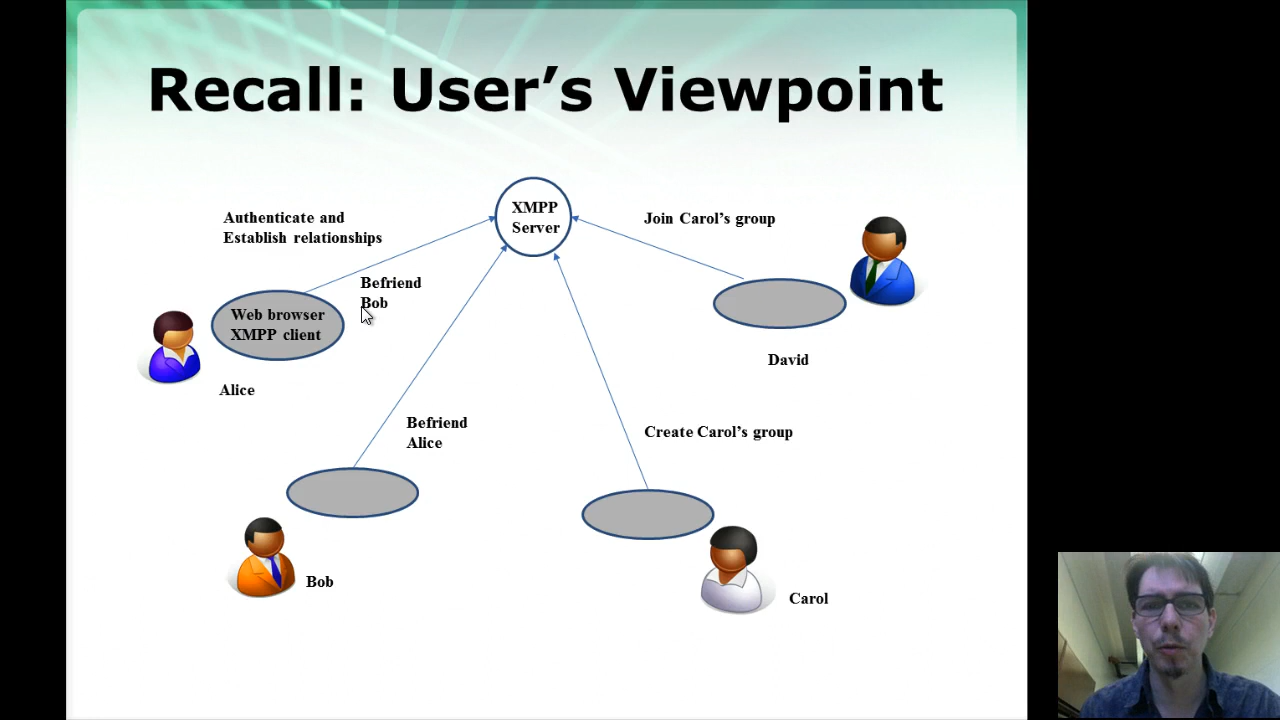 Recall: User's Viewpoint
XMPP
Server
Authenticate and
Establish relationships
Join Carol's group
Befriend
Bob
Web browser
XMPP client
David
Alice
Befriend
Alice
Create Carol's group
Bob
Carol